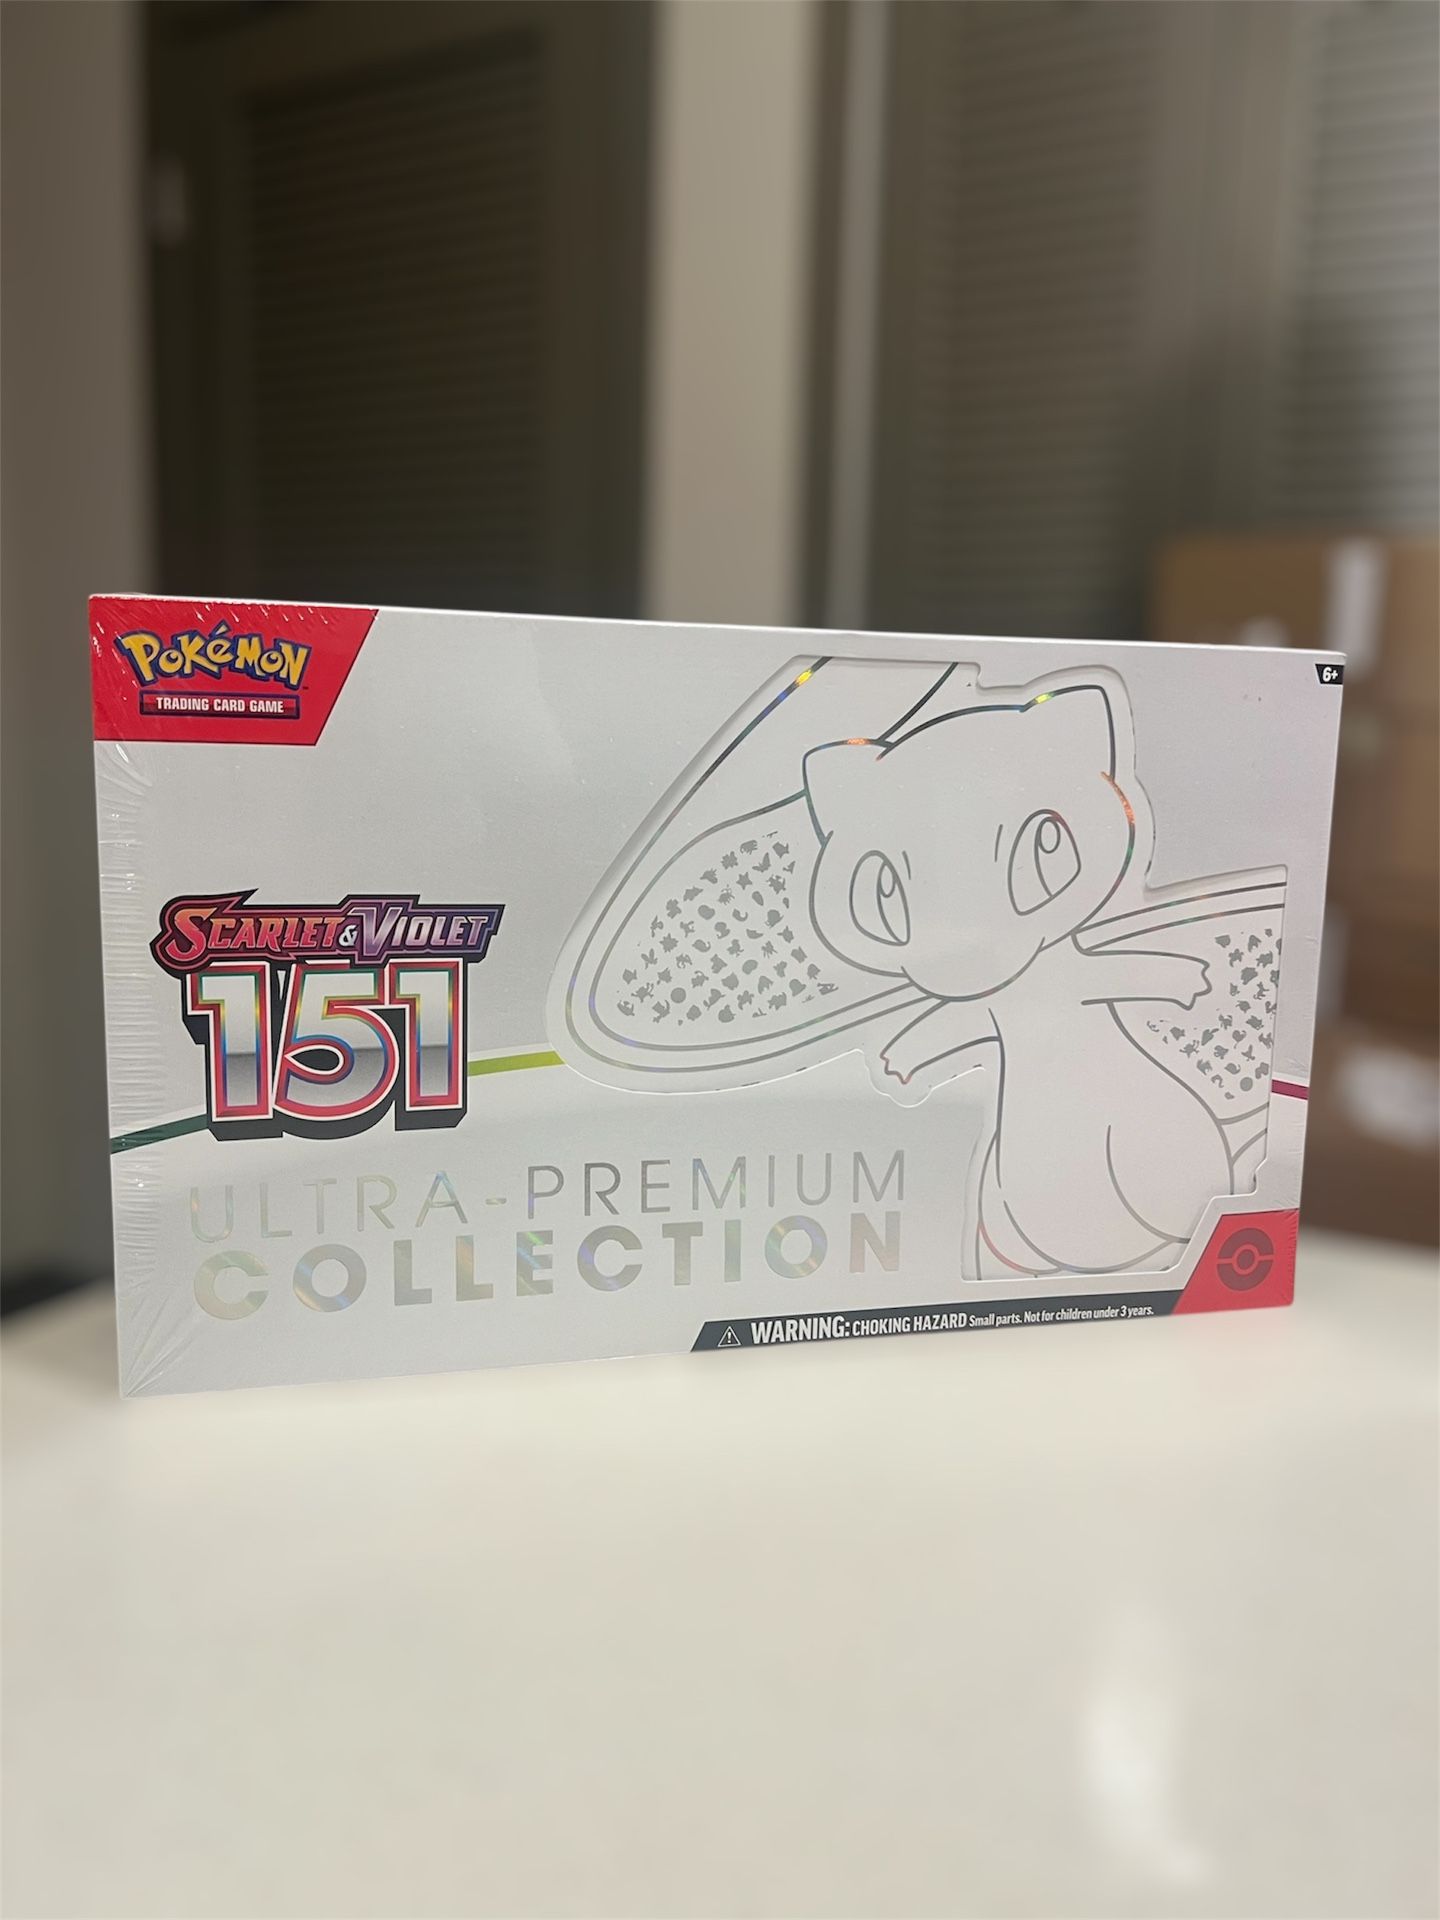 POKéMON
TRADING CARD GAME
6+
SCARLET & VIOLET
151
ULTRA-PREMIUM
COLLECTION
WARNING: CHOKING HAZARD Small parts. Not for children under 3 years.